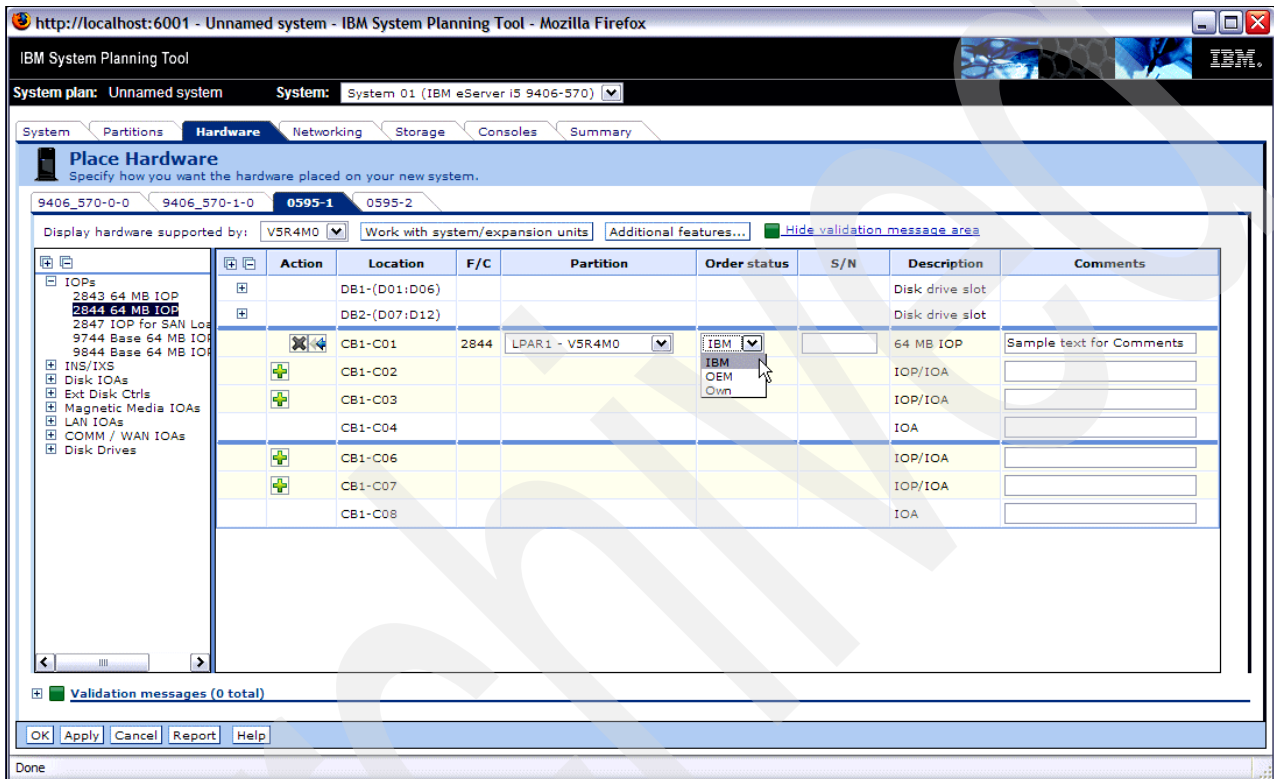 http://localhost:6001 - Unnamed system - IBM System Planning Tool - Mozilla Firefox
IBM System Planning Tool
IBM.
System plan: Unnamed system System: System 01 (IBM eServer i5 9406-570)
System Partitions Hardware Networking Storage Consoles Summary
Place Hardware
Specify how you want the hardware placed on your new system.
9406_570-0-0 9406_570-1-0 0595-1 0595-2
Display hardware supported by: V5R4M0 Work with system/expansion units Additional features... Hide validation message area
IOPs
2843 64 MB IOP
2844 64 MB IOP
2847 IOP for SAN Loa
9744 Base 64 MB IOP
9844 Base 64 MB IOP
INS/IXS
Disk IOAs
Ext Disk Ctrls
Magnetic Media IOAs
LAN IOAs
COMM / WAN IOAs
Disk Drives
Action Location F/C Partition Order status S/N Description Comments
DB1-(D01:D06) Disk drive slot
DB2-(D07:D12) Disk drive slot
CB1-C01 2844 LPAR1 - V5R4M0 IBM 64 MB IOP Sample text for Comments
IBM
OEM
Own
CB1-C02 IOP/IOA
CB1-C03 IOP/IOA
CB1-C04 IOA
CB1-C06 IOP/IOA
CB1-C07 IOP/IOA
CB1-C08 IOA
Validation messages (0 total)
OK Apply Cancel Report Help
Done